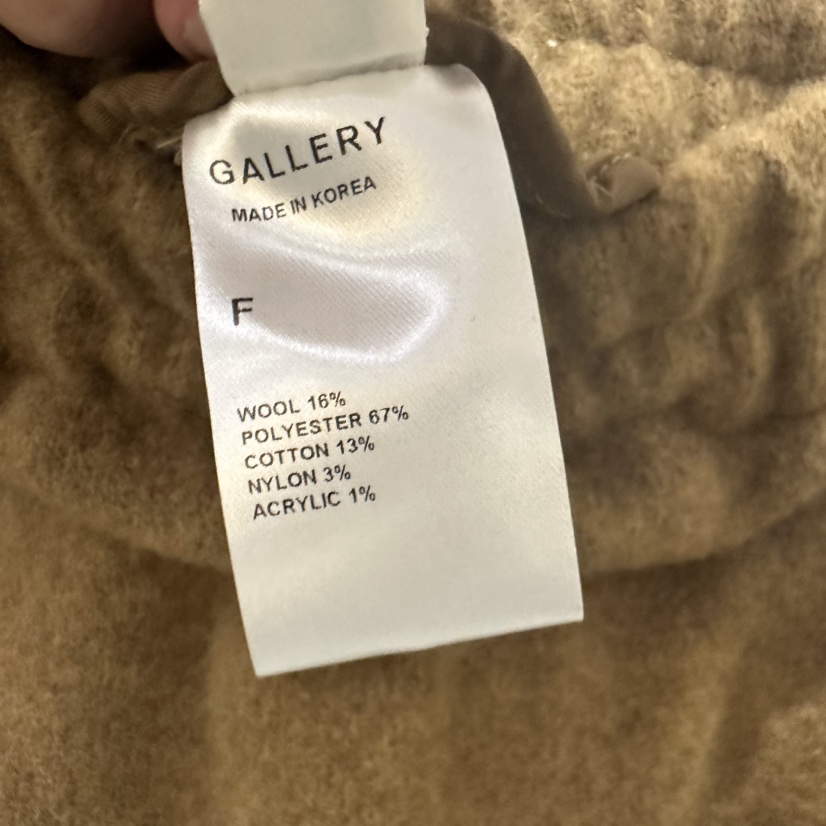 GALLERY
MADE IN KOREA
F
WOOL 16%
POLYESTER 67%
COTTON 13%
NYLON 3%
ACRYLIC 1%